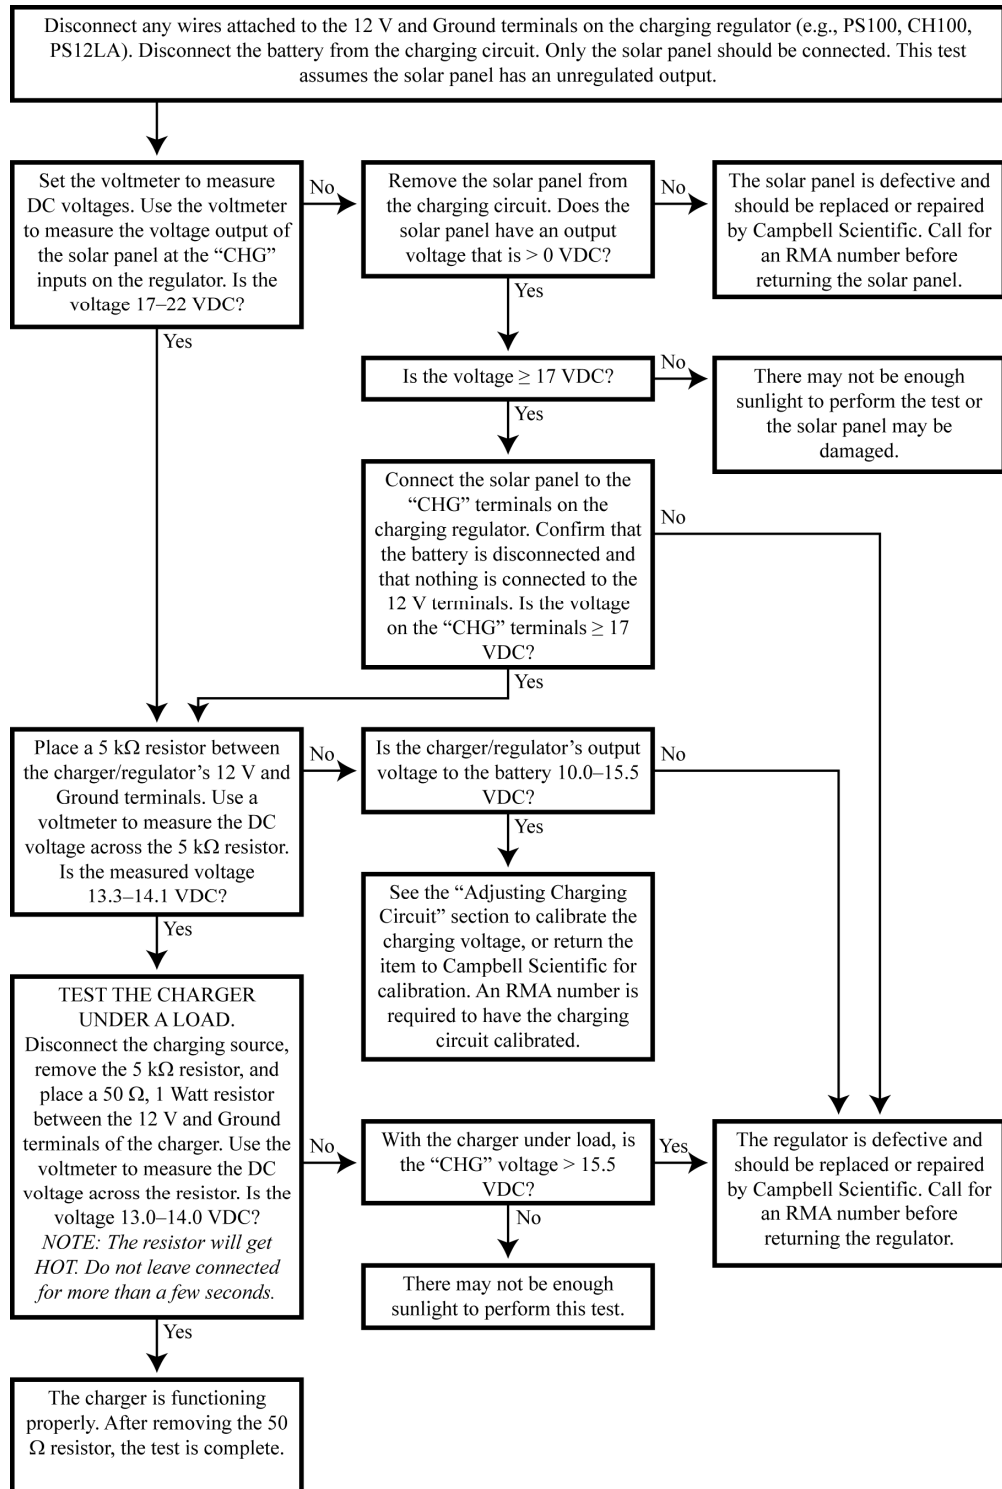 Disconnect any wires attached to the 12 V and Ground terminals on the charging regulator (e.g., PS100, CH100,
PS12LA). Disconnect the battery from the charging circuit. Only the solar panel should be connected. This test
assumes the solar panel has an unregulated output.
Set the voltmeter to measure
DC voltages. Use the voltmeter
to measure the voltage output of
the solar panel at the “CHG”
inputs on the regulator. Is the
voltage 17–22 VDC?
No
Remove the solar panel from
the charging circuit. Does the
solar panel have an output
voltage that is > 0 VDC?
No
The solar panel is defective and
should be replaced or repaired
by Campbell Scientific. Call for
an RMA number before
returning the solar panel.
Yes
Yes
Is the voltage ≥ 17 VDC?
No
There may not be enough
sunlight to perform the test or
the solar panel may be
damaged.
Yes
Connect the solar panel to the
“CHG” terminals on the
charging regulator. Confirm that
the battery is disconnected and
that nothing is connected to the
12 V terminals. Is the voltage
on the “CHG” terminals ≥ 17
VDC?
No
Yes
Place a 5 kΩ resistor between
the charger/regulator’s 12 V and
Ground terminals. Use a
voltmeter to measure the DC
voltage across the 5 kΩ resistor.
Is the measured voltage
13.3–14.1 VDC?
No
Is the charger/regulator’s output
voltage to the battery 10.0–15.5
VDC?
No
Yes
Yes
See the “Adjusting Charging
Circuit” section to calibrate the
charging voltage, or return the
item to Campbell Scientific for
calibration. An RMA number is
required to have the charging
circuit calibrated.
TEST THE CHARGER
UNDER A LOAD.
Disconnect the charging source,
remove the 5 kΩ resistor, and
place a 50 Ω, 1 Watt resistor
between the 12 V and Ground
terminals of the charger. Use the
voltmeter to measure the DC
voltage across the resistor. Is the
voltage 13.0–14.0 VDC?
NOTE: The resistor will get
HOT. Do not leave connected
for more than a few seconds.
No
With the charger under load, is
the “CHG” voltage > 15.5
VDC?
Yes
The regulator is defective and
should be replaced or repaired
by Campbell Scientific. Call for
an RMA number before
returning the regulator.
No
There may not be enough
sunlight to perform this test.
Yes
The charger is functioning
properly. After removing the 50
Ω resistor, the test is complete.